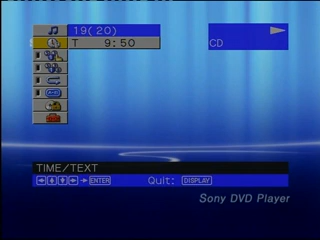 19(20)
T 9:50
CD
TIME/TEXT
ENTER Quit: DISPLAY
Sony DVD Player